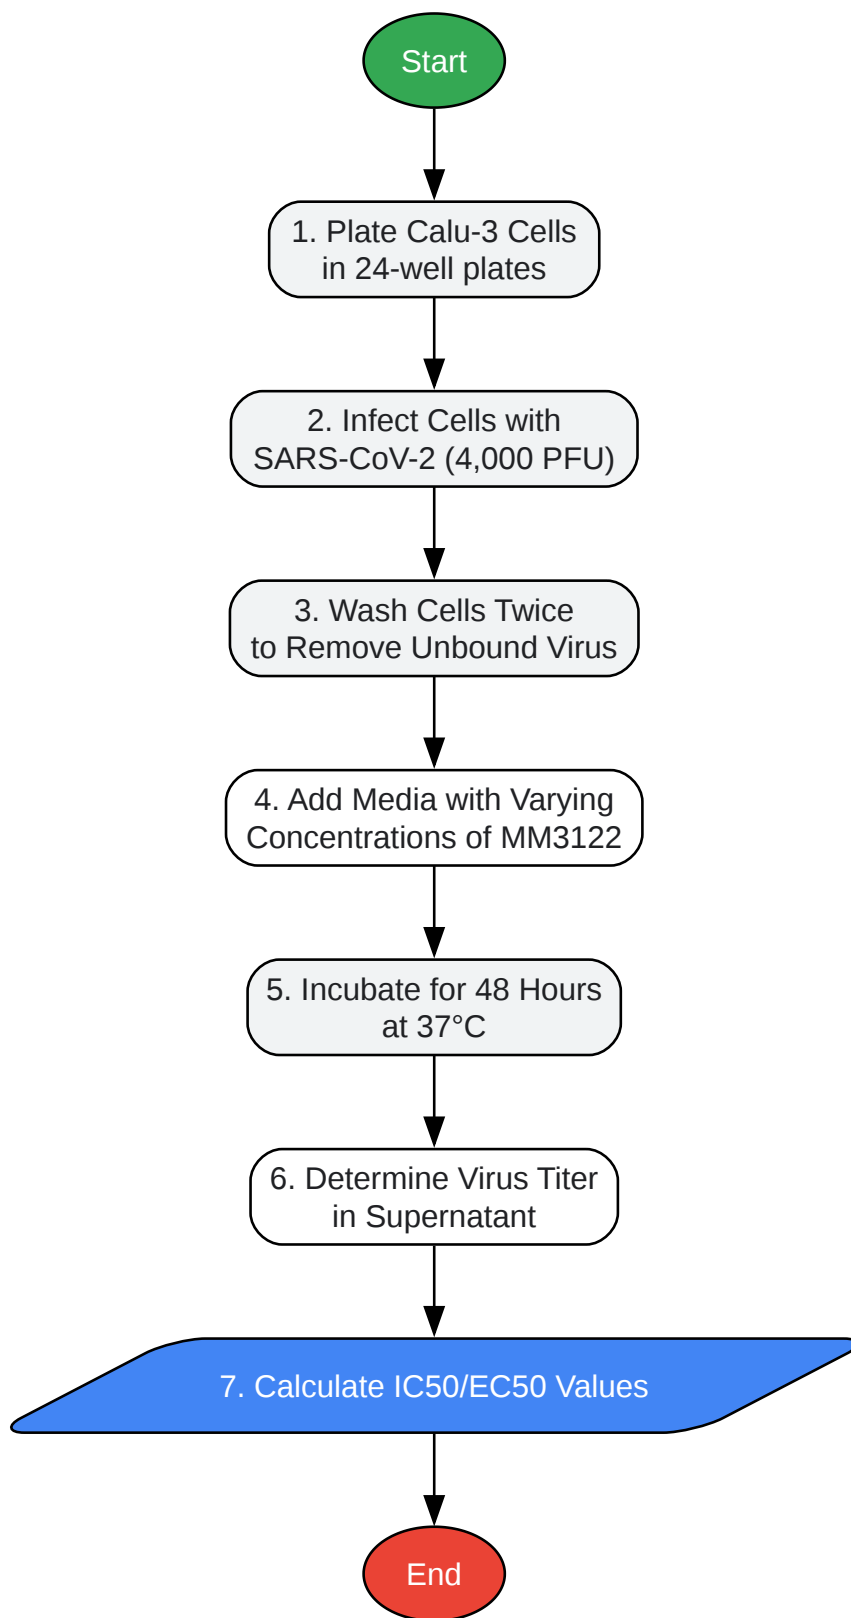 Start
1. Plate Calu-3 Cells
in 24-well plates
2. Infect Cells with
SARS-CoV-2 (4,000 PFU)
3. Wash Cells Twice
to Remove Unbound Virus
4. Add Media with Varying
Concentrations of MM3122
5. Incubate for 48 Hours
at 37°C
6. Determine Virus Titer
in Supernatant
7. Calculate IC50/EC50 Values
End